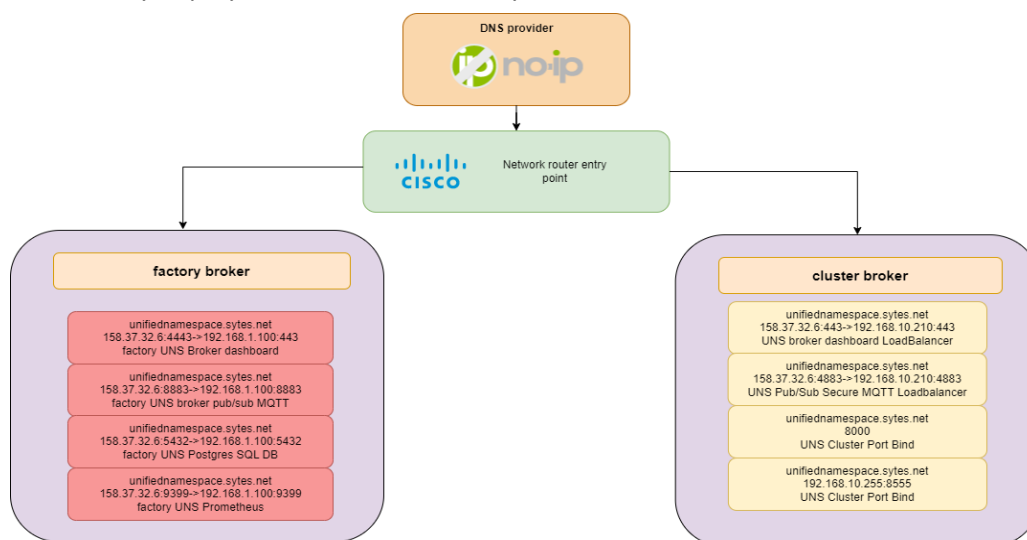 DNS provider
no-ip
CISCO
Network router entry
point
factory broker
unifiednamespace.sytes.net
158.37.32.6:4443->192.168.1.100:443
factory UNS Broker dashboard
unifiednamespace.sytes.net
158.37.32.6:8883->192.168.1.100:8883
factory UNS broker pub/sub MQTT
unifiednamespace.sytes.net
158.37.32.6:5432->192.168.1.100:5432
factory UNS Postgres SQL DB
unifiednamespace.sytes.net
158.37.32.6:9399->192.168.1.100:9399
factory UNS Prometheus
cluster broker
unifiednamespace.sytes.net
158.37.32.6:443->192.168.10.210:443
UNS broker dashboard LoadBalancer
unifiednamespace.sytes.net
158.37.32.6:4883->192.168.10.210:4883
UNS Pub/Sub Secure MQTT Loadbalancer
unifiednamespace.sytes.net
8000
UNS Cluster Port Bind
unifiednamespace.sytes.net
192.168.10.255:8555
UNS Cluster Port Bind